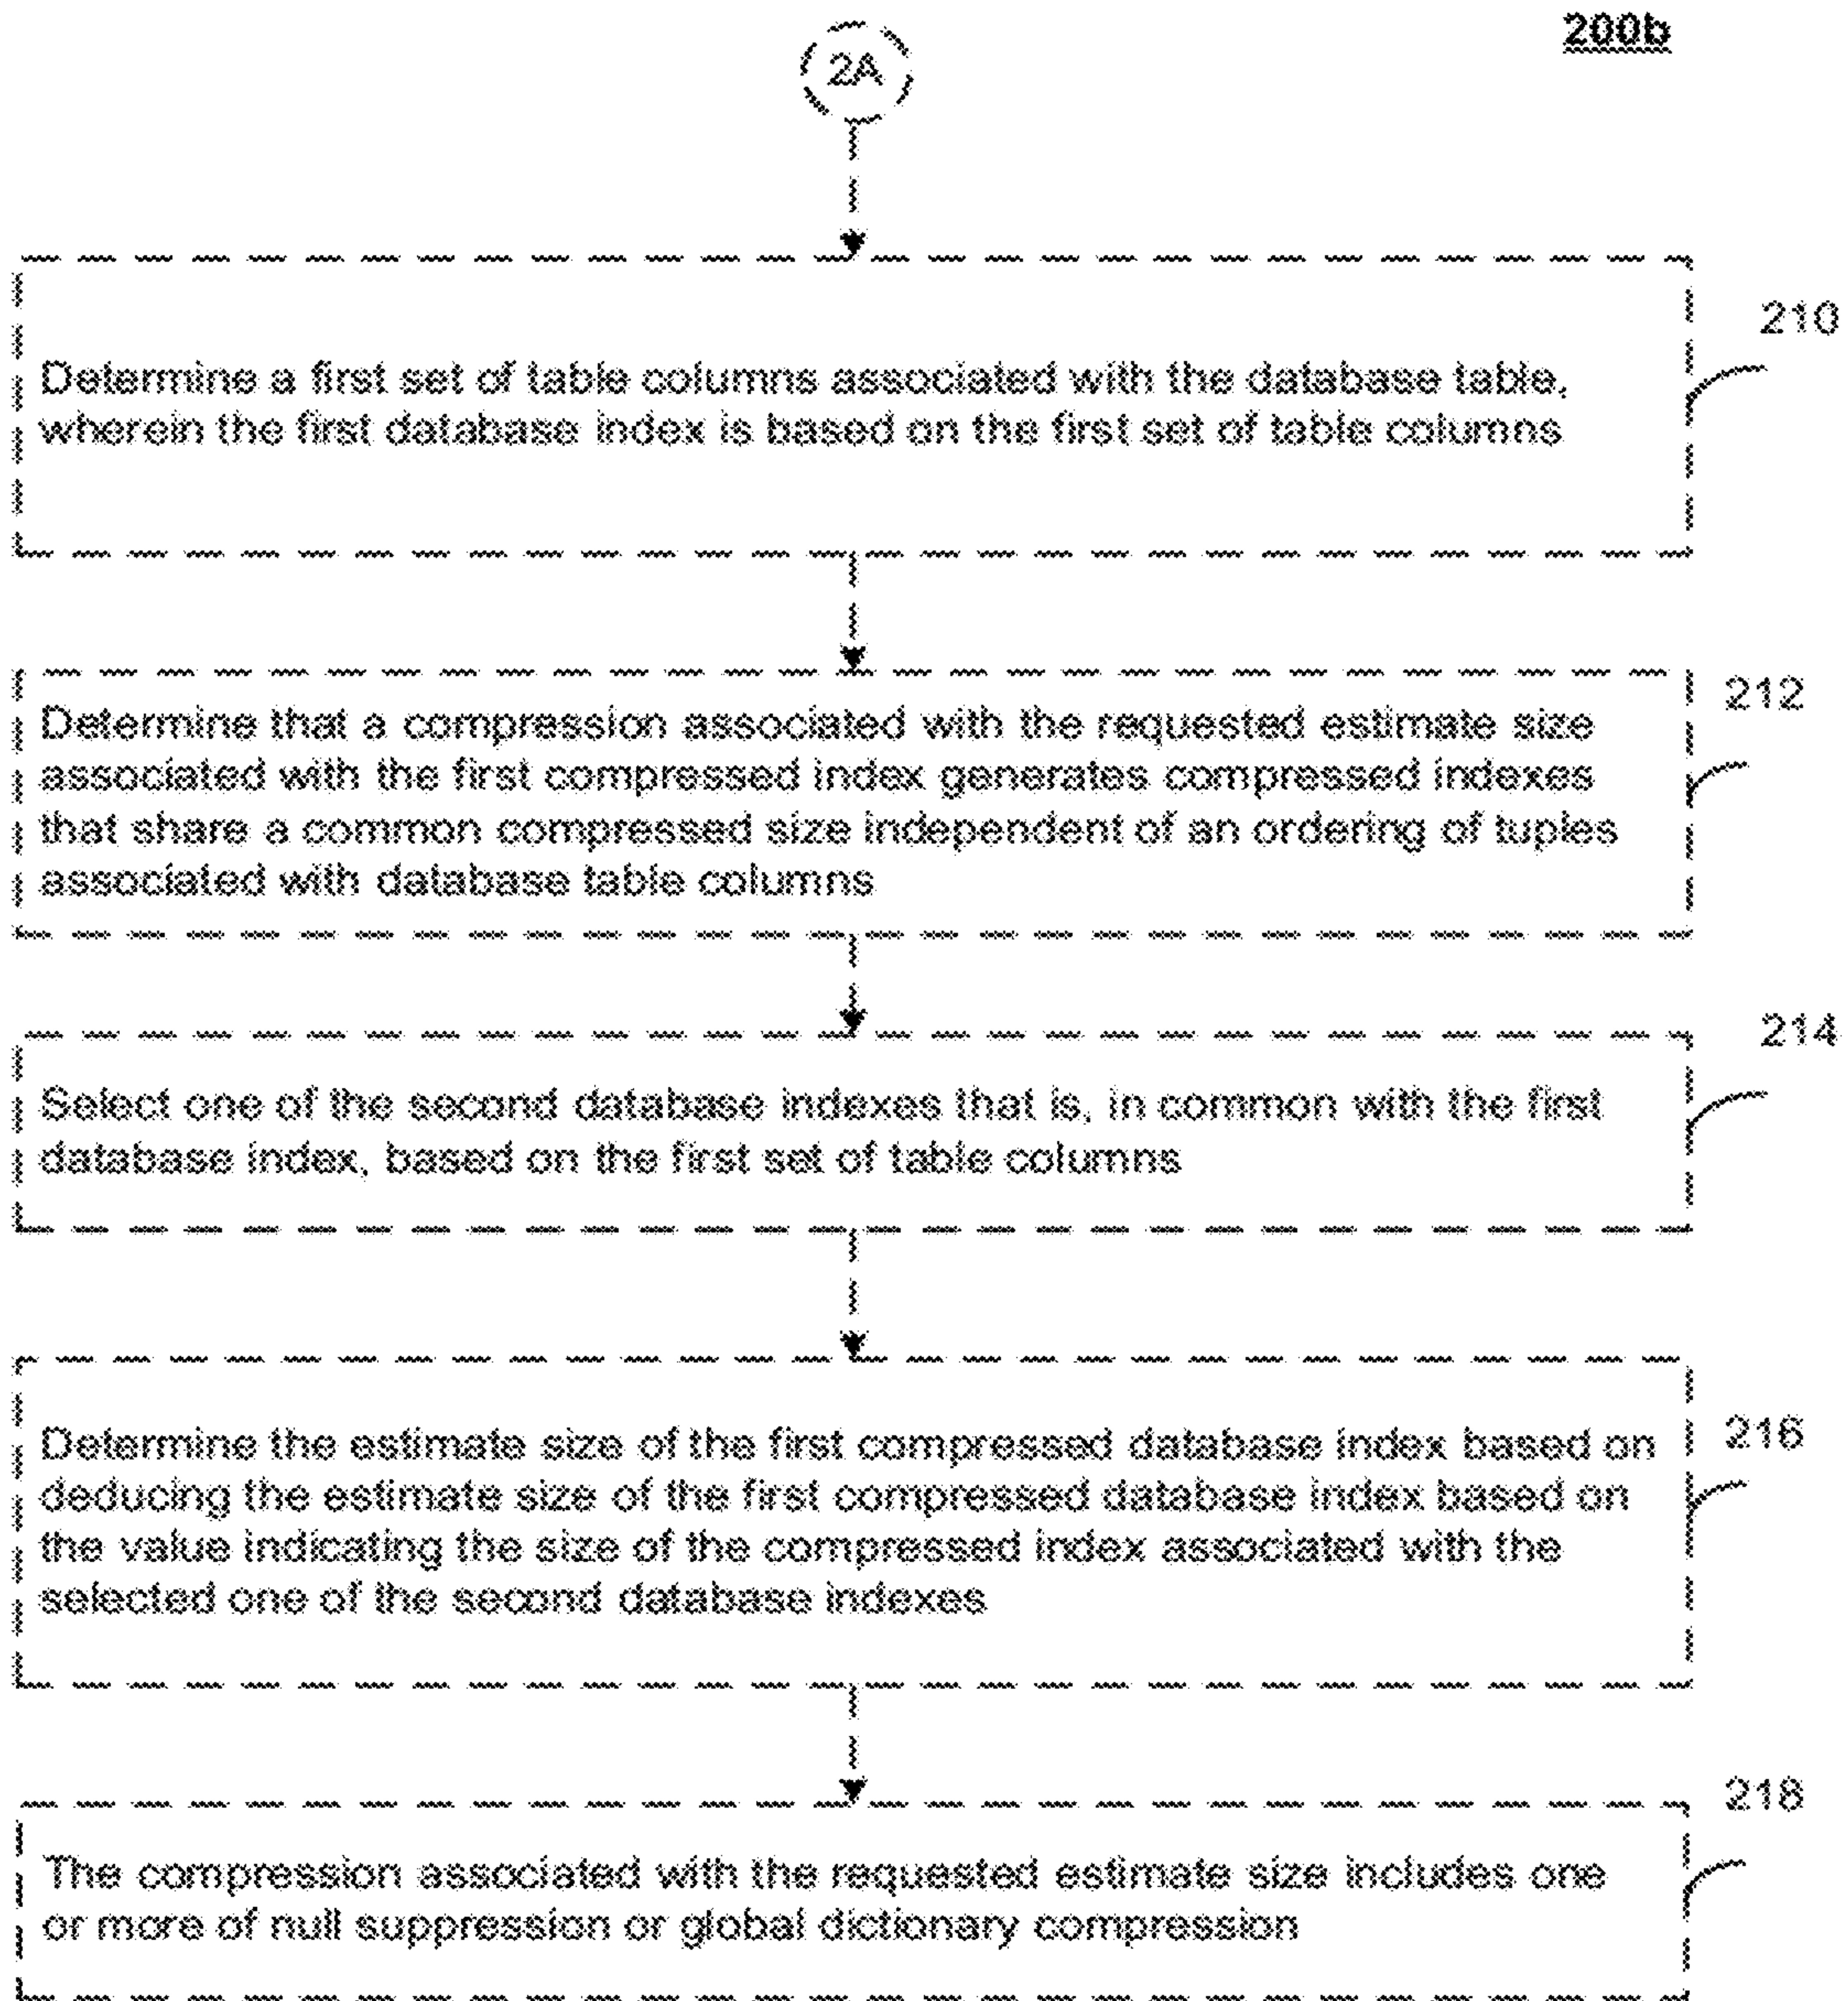 200b
2A
210
Determine a first set of table columns associated with the database table,
wherein the first database index is based on the first set of table columns
212
Determine that a compression associated with the requested estimate size
associated with the first compressed index generates compressed indexes
that share a common compressed size independent of an ordering of tuples
associated with database table columns
214
Select one of the second database indexes that is, in common with the first
database index, based on the first set of table columns
216
Determine the estimate size of the first compressed database index based on
deducing the estimate size of the first compressed database index based on
the value indicating the size of the compressed index associated with the
selected one of the second database indexes
218
The compression associated with the requested estimate size includes one
or more of null suppression or global dictionary compression